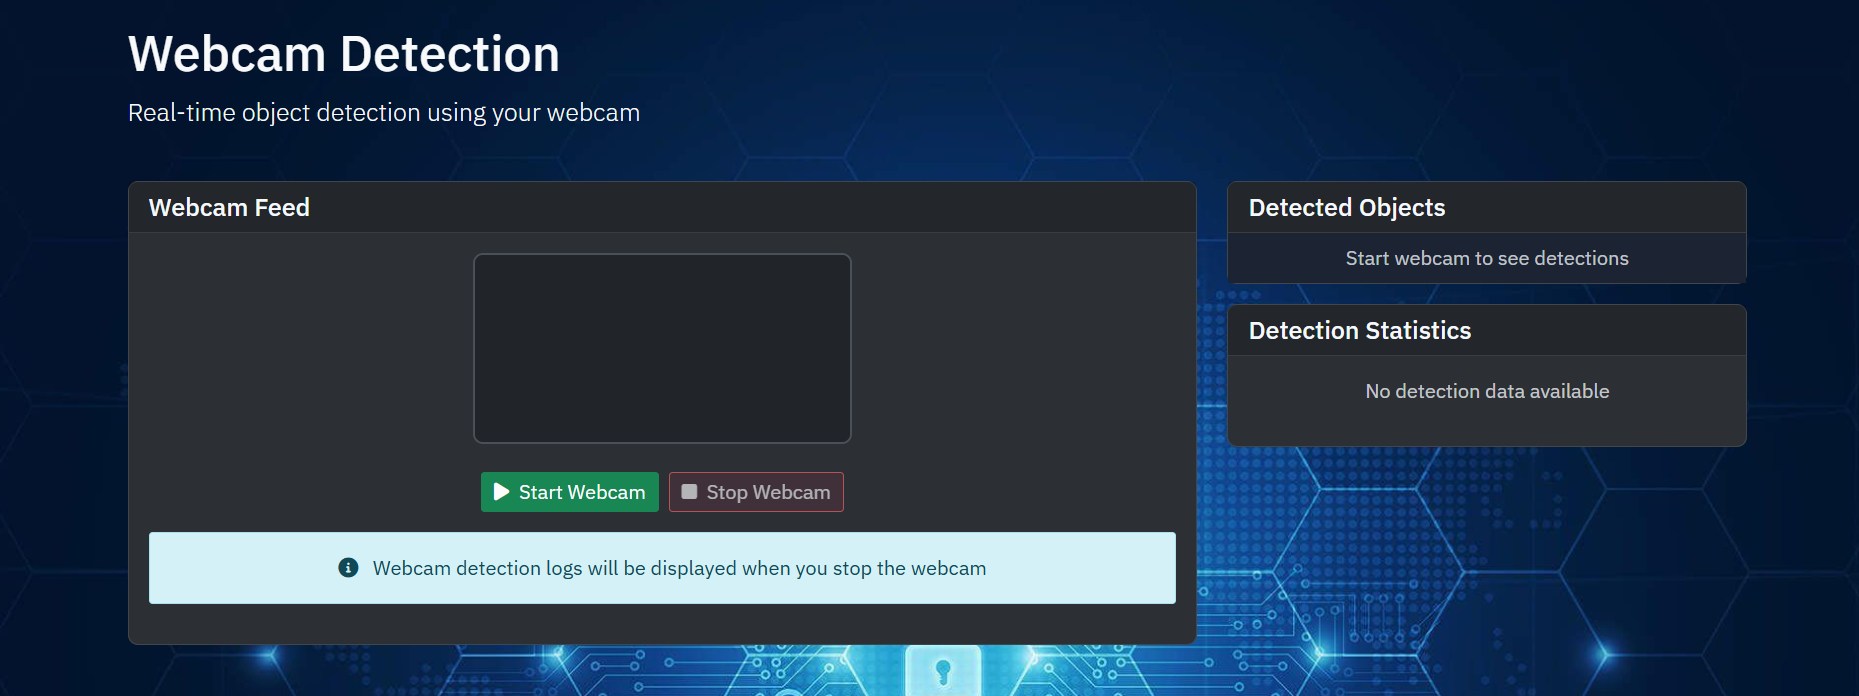 Webcam Detection
Real-time object detection using your webcam
Webcam Feed
Start Webcam
Stop Webcam
Webcam detection logs will be displayed when you stop the webcam
Detected Objects
Start webcam to see detections
Detection Statistics
No detection data available